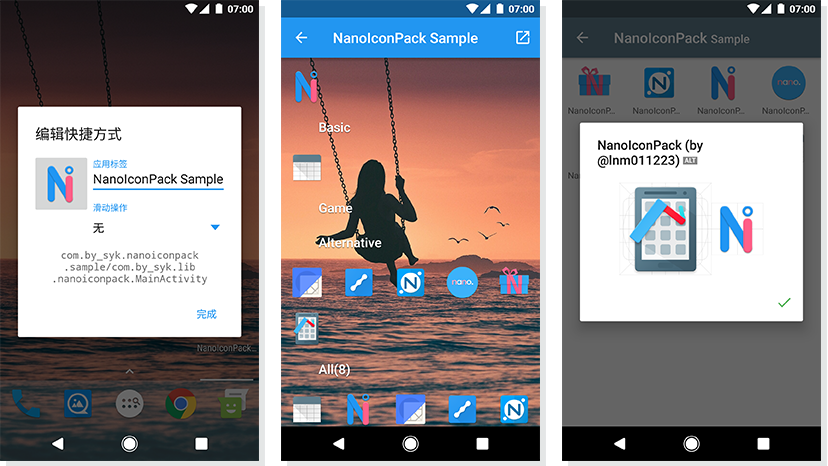 07:00
编辑快捷方式
应用标签
NanoIconPack Sample
滑动操作
无
com.by_syk.nanoiconpack
.sample/com.by_syk.lib
.nanoiconpack.MainActivity
完成
NanoIconPack…
07:00
NanoIconPack Sample
Basic
Game
Alternative
nano.
All(8)
07:00
NanoIconPack Sample
nano.
NanoIconP…
NanoIconP…
NanoIconP…
NanoIconP…
NanoIconPack (by
@lnm011223) ALT